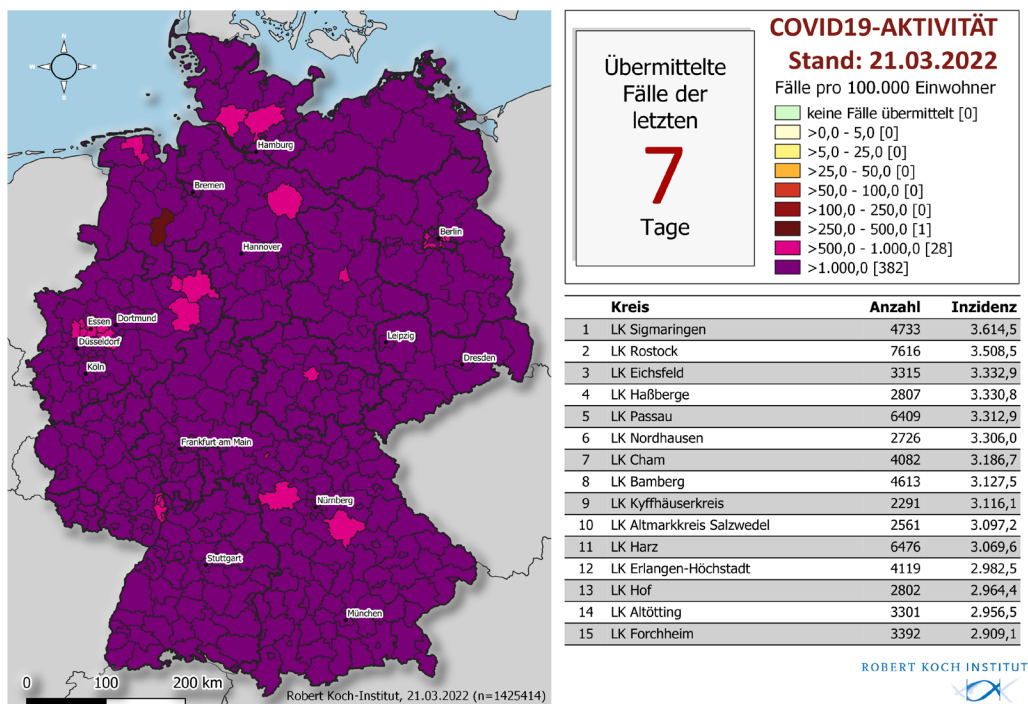 N
W
E
S
Hamburg
Bremen
Berlin
Hannover
Essen
Dortmund
Düsseldorf
Leipzig
Köln
Dresden
Frankfurt am Main
Nürnberg
Stuttgart
München
0 100 200 km
Robert Koch-Institut, 21.03.2022 (n=1425414)
Übermittelte
Fälle der
letzten
7
Tage
COVID19-AKTIVITÄT
Stand: 21.03.2022
Fälle pro 100.000 Einwohner
keine Fälle übermittelt [0]
>0,0 - 5,0 [0]
>5,0 - 25,0 [0]
>25,0 - 50,0 [0]
>50,0 - 100,0 [0]
>100,0 - 250,0 [0]
>250,0 - 500,0 [1]
>500,0 - 1.000,0 [28]
>1.000,0 [382]
Kreis Anzahl Inzidenz
1 LK Sigmaringen 4733 3.614,5
2 LK Rostock 7616 3.508,5
3 LK Eichsfeld 3315 3.332,9
4 LK Haßberge 2807 3.330,8
5 LK Passau 6409 3.312,9
6 LK Nordhausen 2726 3.306,0
7 LK Cham 4082 3.186,7
8 LK Bamberg 4613 3.127,5
9 LK Kyffhäuserkreis 2291 3.116,1
10 LK Altmarkkreis Salzwedel 2561 3.097,2
11 LK Harz 6476 3.069,6
12 LK Erlangen-Höchstadt 4119 2.982,5
13 LK Hof 2802 2.964,4
14 LK Altötting 3301 2.956,5
15 LK Forchheim 3392 2.909,1
ROBERT KOCH INSTITUT